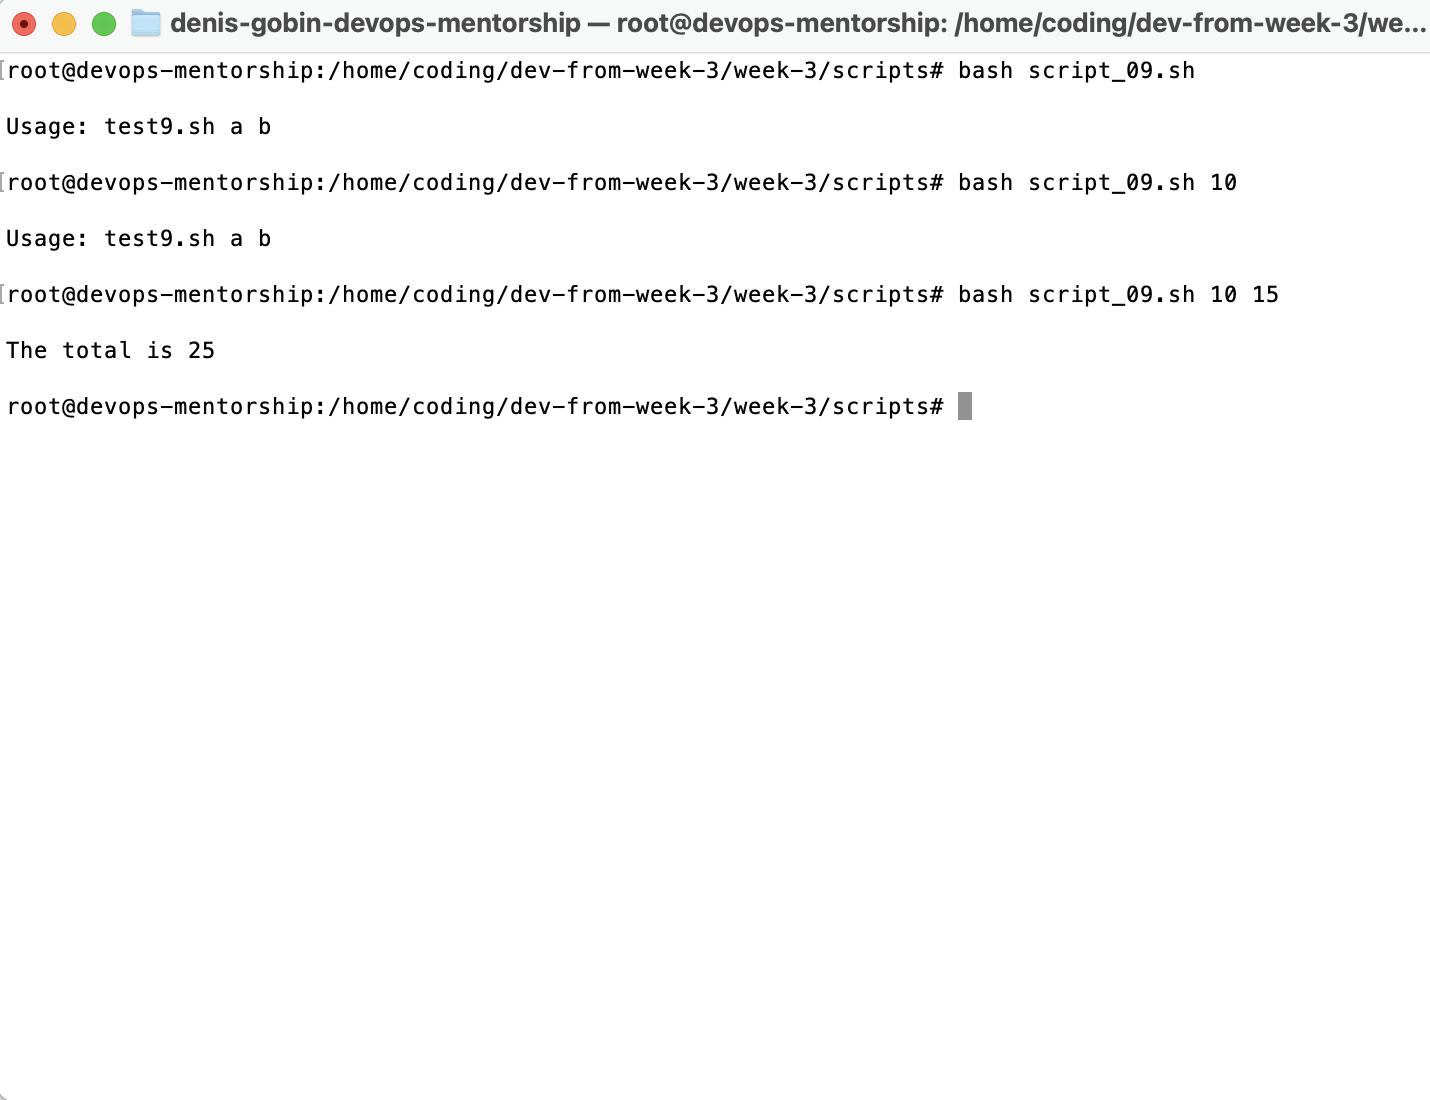 denis-gobin-devops-mentorship — root@devops-mentorship: /home/coding/dev-from-week-3/we...
[root@devops-mentorship:/home/coding/dev-from-week-3/week-3/scripts# bash script_09.sh
Usage: test9.sh a b
[root@devops-mentorship:/home/coding/dev-from-week-3/week-3/scripts# bash script_09.sh 10
Usage: test9.sh a b
[root@devops-mentorship:/home/coding/dev-from-week-3/week-3/scripts# bash script_09.sh 10 15
The total is 25
root@devops-mentorship:/home/coding/dev-from-week-3/week-3/scripts#